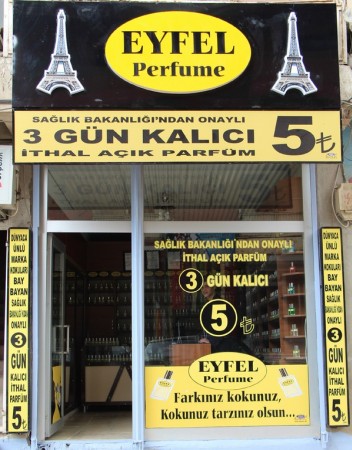 EYFEL
Perfume
SAĞLIK BAKANLIĞI'NDAN ONAYLI
3 GÜN KALICI
İTHAL AÇIK PARFÜM
5₺
DÜNYACA
ÜNLÜ
MARKA
KOKULARI
BAY
BAYAN
SAĞLIK
BAKANLIĞI'NDAN
ONAYLI
3
GÜN
KALICI
İTHAL
PARFÜM
5₺
SAĞLIK BAKANLIĞI'NDAN ONAYLI
İTHAL AÇIK PARFÜM
3 GÜN KALICI
5 ₺
EYFEL
Perfume
Farkınız kokunuz,
Kokunuz tarzınız olsun...
DÜNYACA
ÜNLÜ
MARKA
KOKULARI
BAY
BAYAN
SAĞLIK
BAKANLIĞI'NDAN
ONAYLI
3
GÜN
KALICI
İTHAL
PARFÜM
5₺